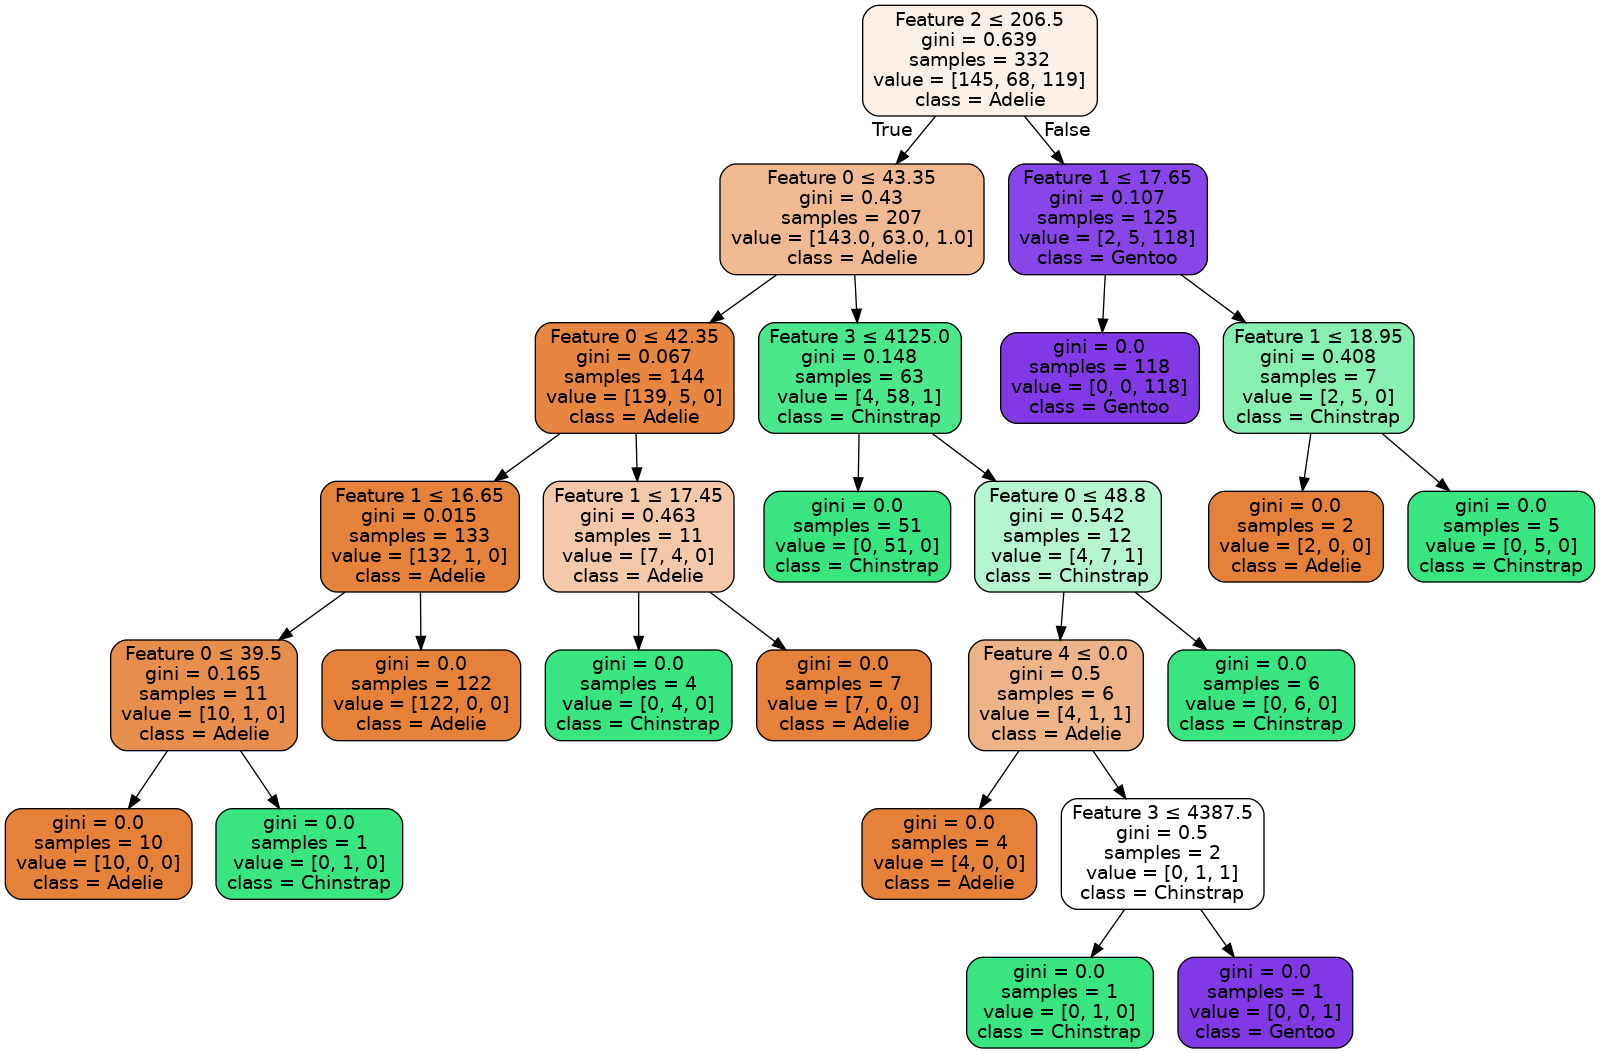 Feature 2 ≤ 206.5
gini = 0.639
samples = 332
value = [145, 68, 119]
class = Adelie
True
False
Feature 0 ≤ 43.35
gini = 0.43
samples = 207
value = [143.0, 63.0, 1.0]
class = Adelie
Feature 1 ≤ 17.65
gini = 0.107
samples = 125
value = [2, 5, 118]
class = Gentoo
Feature 0 ≤ 42.35
gini = 0.067
samples = 144
value = [139, 5, 0]
class = Adelie
Feature 3 ≤ 4125.0
gini = 0.148
samples = 63
value = [4, 58, 1]
class = Chinstrap
gini = 0.0
samples = 118
value = [0, 0, 118]
class = Gentoo
Feature 1 ≤ 18.95
gini = 0.408
samples = 7
value = [2, 5, 0]
class = Chinstrap
Feature 1 ≤ 16.65
gini = 0.015
samples = 133
value = [132, 1, 0]
class = Adelie
Feature 1 ≤ 17.45
gini = 0.463
samples = 11
value = [7, 4, 0]
class = Adelie
gini = 0.0
samples = 51
value = [0, 51, 0]
class = Chinstrap
Feature 0 ≤ 48.8
gini = 0.542
samples = 12
value = [4, 7, 1]
class = Chinstrap
gini = 0.0
samples = 2
value = [2, 0, 0]
class = Adelie
gini = 0.0
samples = 5
value = [0, 5, 0]
class = Chinstrap
Feature 0 ≤ 39.5
gini = 0.165
samples = 11
value = [10, 1, 0]
class = Adelie
gini = 0.0
samples = 122
value = [122, 0, 0]
class = Adelie
gini = 0.0
samples = 4
value = [0, 4, 0]
class = Chinstrap
gini = 0.0
samples = 7
value = [7, 0, 0]
class = Adelie
Feature 4 ≤ 0.0
gini = 0.5
samples = 6
value = [4, 1, 1]
class = Adelie
gini = 0.0
samples = 6
value = [0, 6, 0]
class = Chinstrap
gini = 0.0
samples = 10
value = [10, 0, 0]
class = Adelie
gini = 0.0
samples = 1
value = [0, 1, 0]
class = Chinstrap
gini = 0.0
samples = 4
value = [4, 0, 0]
class = Adelie
Feature 3 ≤ 4387.5
gini = 0.5
samples = 2
value = [0, 1, 1]
class = Chinstrap
gini = 0.0
samples = 1
value = [0, 1, 0]
class = Chinstrap
gini = 0.0
samples = 1
value = [0, 0, 1]
class = Gentoo